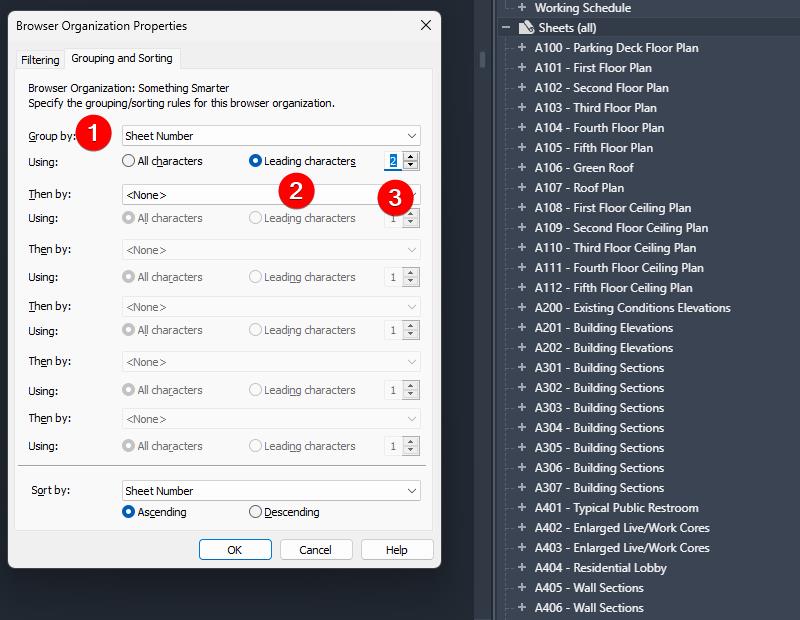 Browser Organization Properties
Filtering
Grouping and Sorting
Browser Organization: Something Smarter
Specify the grouping/sorting rules for this browser organization.
Group by: 1 Sheet Number
Using: All characters Leading characters 2
2
Then by: <None> 3
Using: All characters Leading characters 1
Then by: <None>
Using: All characters Leading characters 1
Then by: <None>
Using: All characters Leading characters 1
Then by: <None>
Using: All characters Leading characters 1
Then by: <None>
Using: All characters Leading characters 1
Sort by: Sheet Number
Ascending Descending
OK Cancel Help
Working Schedule
Sheets (all)
A100 - Parking Deck Floor Plan
A101 - First Floor Plan
A102 - Second Floor Plan
A103 - Third Floor Plan
A104 - Fourth Floor Plan
A105 - Fifth Floor Plan
A106 - Green Roof
A107 - Roof Plan
A108 - First Floor Ceiling Plan
A109 - Second Floor Ceiling Plan
A110 - Third Floor Ceiling Plan
A111 - Fourth Floor Ceiling Plan
A112 - Fifth Floor Ceiling Plan
A200 - Existing Conditions Elevations
A201 - Building Elevations
A202 - Building Elevations
A301 - Building Sections
A302 - Building Sections
A303 - Building Sections
A304 - Building Sections
A305 - Building Sections
A306 - Building Sections
A307 - Building Sections
A401 - Typical Public Restroom
A402 - Enlarged Live/Work Cores
A403 - Enlarged Live/Work Cores
A404 - Residential Lobby
A405 - Wall Sections
A406 - Wall Sections